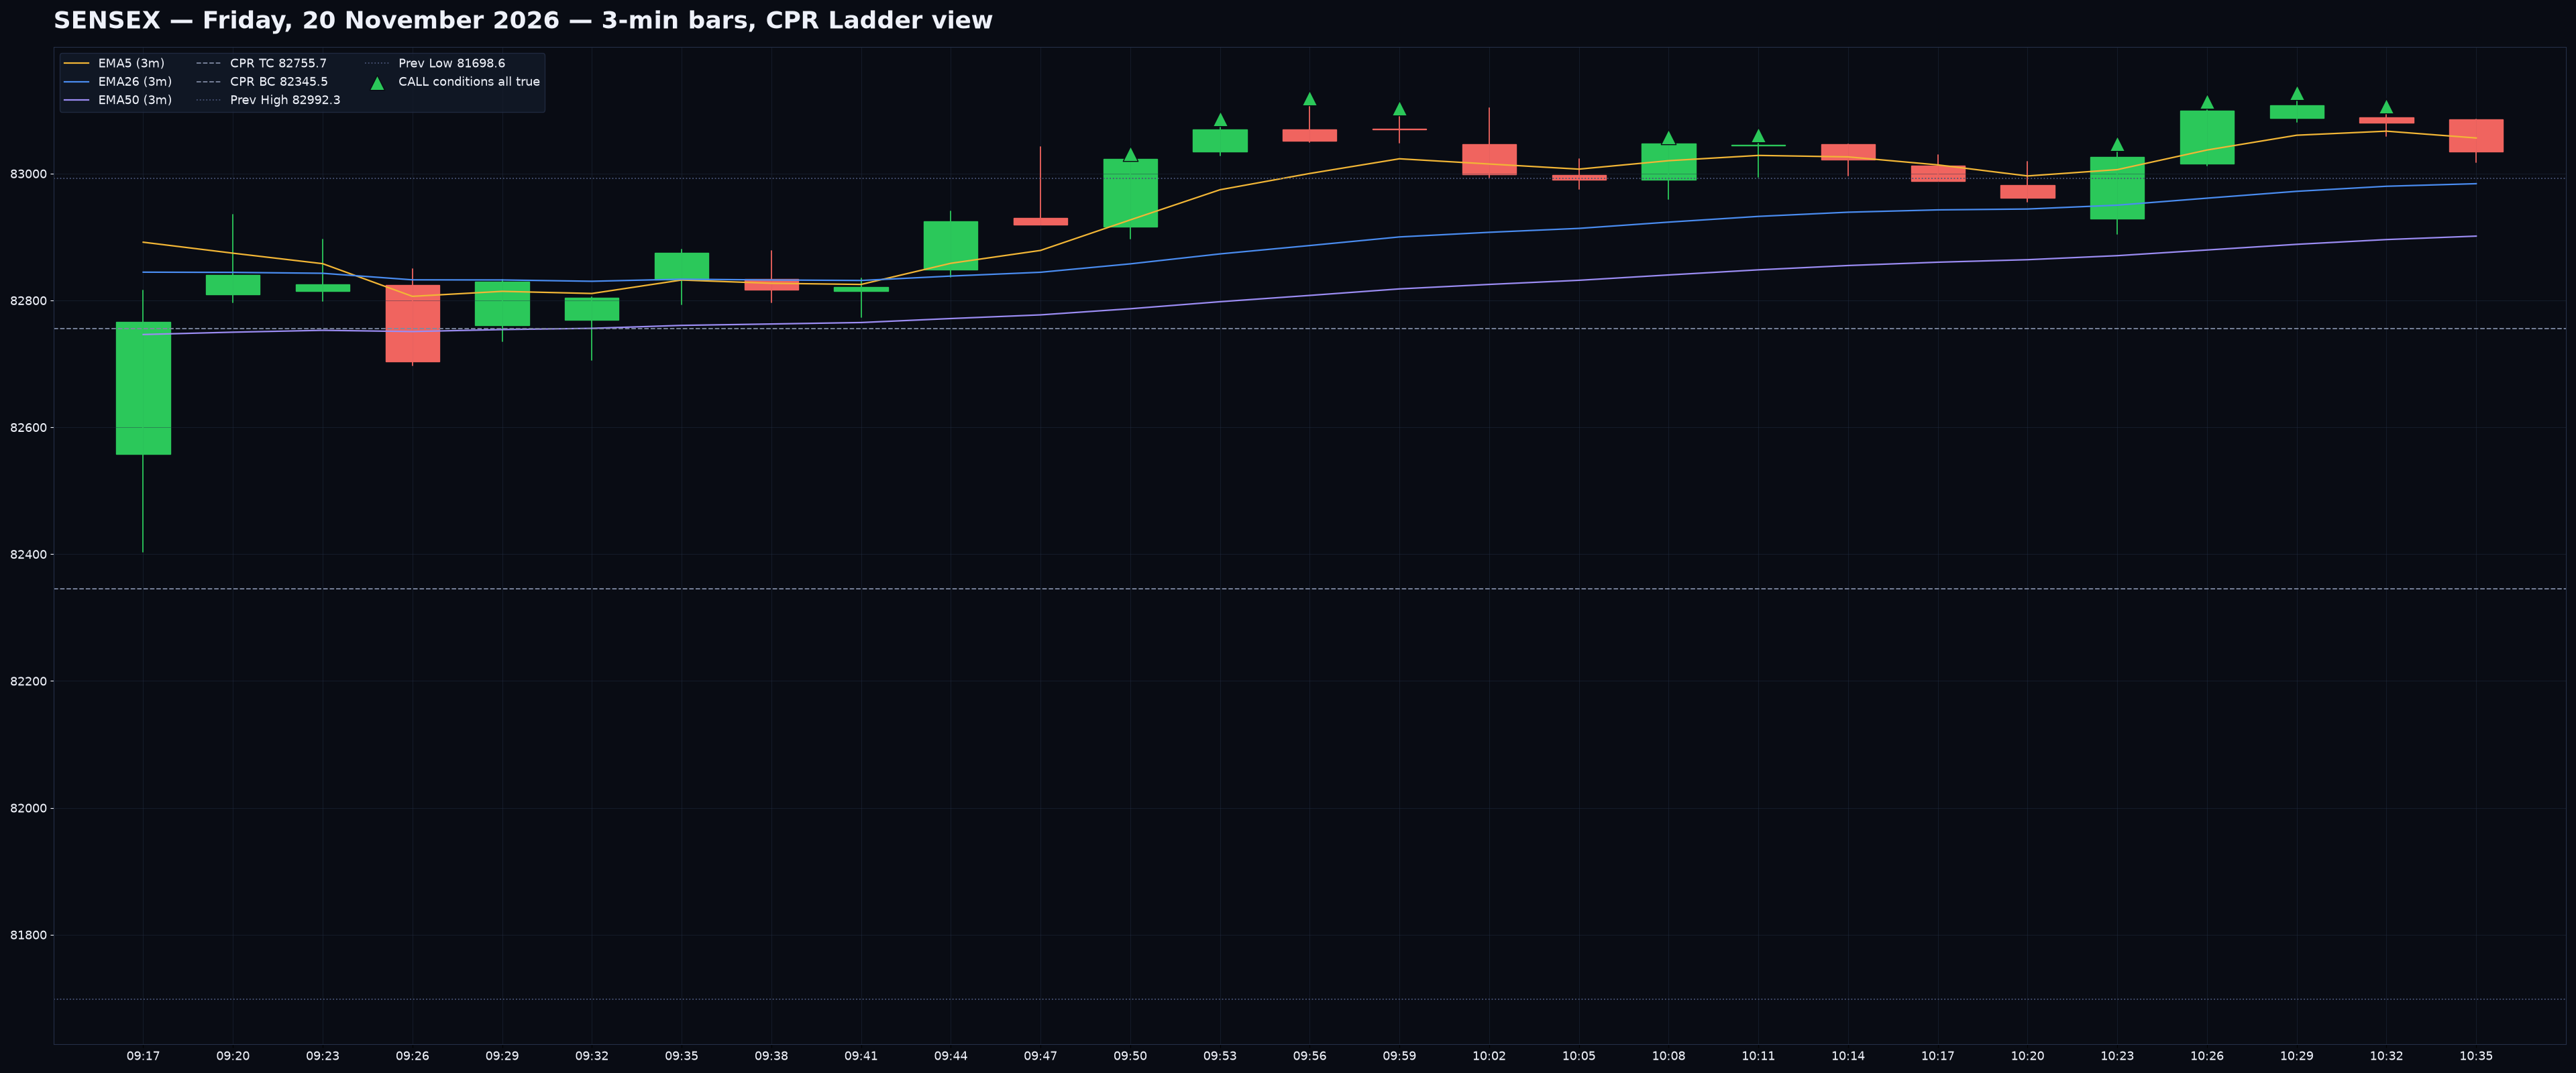 SENSEX — Friday, 20 November 2026 — 3-min bars, CPR Ladder view
EMA5 (3m)
EMA26 (3m)
EMA50 (3m)
CPR TC 82755.7
CPR BC 82345.5
Prev High 82992.3
Prev Low 81698.6
CALL conditions all true
83000
82800
82600
82400
82200
82000
81800
09:17 09:20 09:23 09:26 09:29 09:32 09:35 09:38 09:41 09:44 09:47 09:50 09:53 09:56 09:59 10:02 10:05 10:08 10:11 10:14 10:17 10:20 10:23 10:26 10:29 10:32 10:35